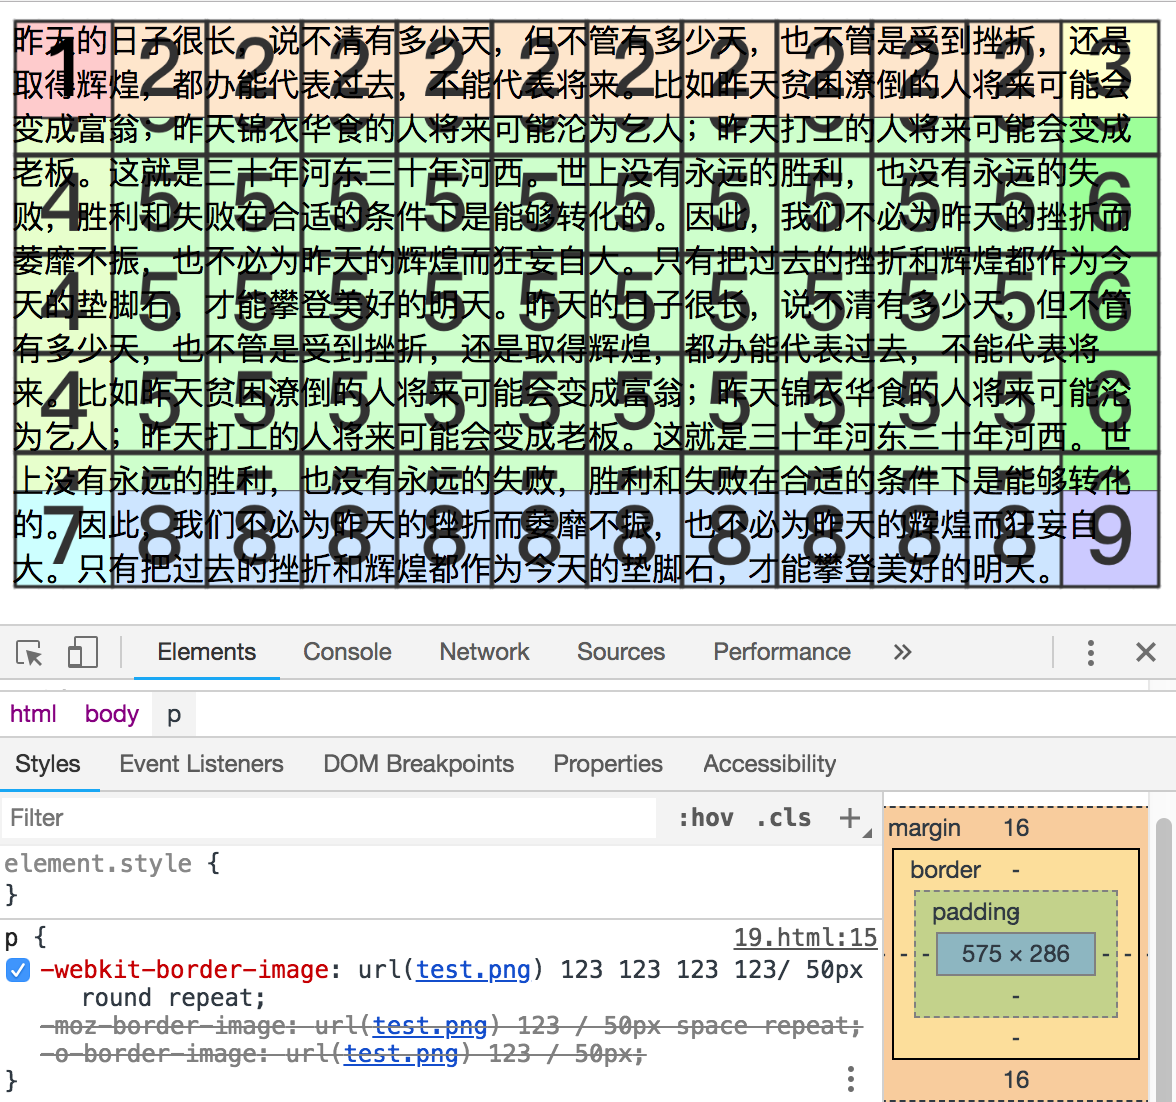 昨天的日子很长，说不清有多少天，但不管有多少天，也不管是受到挫折，还是
取得辉煌，都办能代表过去，不能代表将来。比如昨天贫困潦倒的人将来可能会
变成富翁；昨天锦衣华食的人将来可能沦为乞人；昨天打工的人将来可能会变成
老板。这就是三十年河东三十年河西。世上没有永远的胜利，也没有永远的失
败，胜利和失败在合适的条件下是能够转化的。因此，我们不必为昨天的挫折而
萎靡不振，也不必为昨天的辉煌而狂妄自大。只有把过去的挫折和辉煌都作为今
天的垫脚石，才能攀登美好的明天。昨天的日子很长，说不清有多少天，但不管
有多少天，也不管是受到挫折，还是取得辉煌，都办能代表过去，不能代表将
来。比如昨天贫困潦倒的人将来可能会变成富翁；昨天锦衣华食的人将来可能沦
为乞人；昨天打工的人将来可能会变成老板。这就是三十年河东三十年河西。世
上没有永远的胜利，也没有永远的失败，胜利和失败在合适的条件下是能够转化
的。因此，我们不必为昨天的挫折而萎靡不振，也不必为昨天的辉煌而狂妄自
大。只有把过去的挫折和辉煌都作为今天的垫脚石，才能攀登美好的明天。
1 2 2 2 2 2 2 2 2 2 2 3
4 5 5 5 5 5 5 5 5 5 5 6
4 5 5 5 5 5 5 5 5 5 5 6
4 5 5 5 5 5 5 5 5 5 5 6
7 8 8 8 8 8 8 8 8 8 8 9
Elements Console Network Sources Performance »
html body p
Styles Event Listeners DOM Breakpoints Properties Accessibility
Filter :hov .cls +
element.style {
}
p { 19.html:15
-webkit-border-image: url(test.png) 123 123 123 123/ 50px
round repeat;
-moz-border-image: url(test.png) 123 / 50px space repeat;
-o-border-image: url(test.png) 123 / 50px;
}
margin 16
border -
padding -
- - 575 × 286 - -
-
-
16